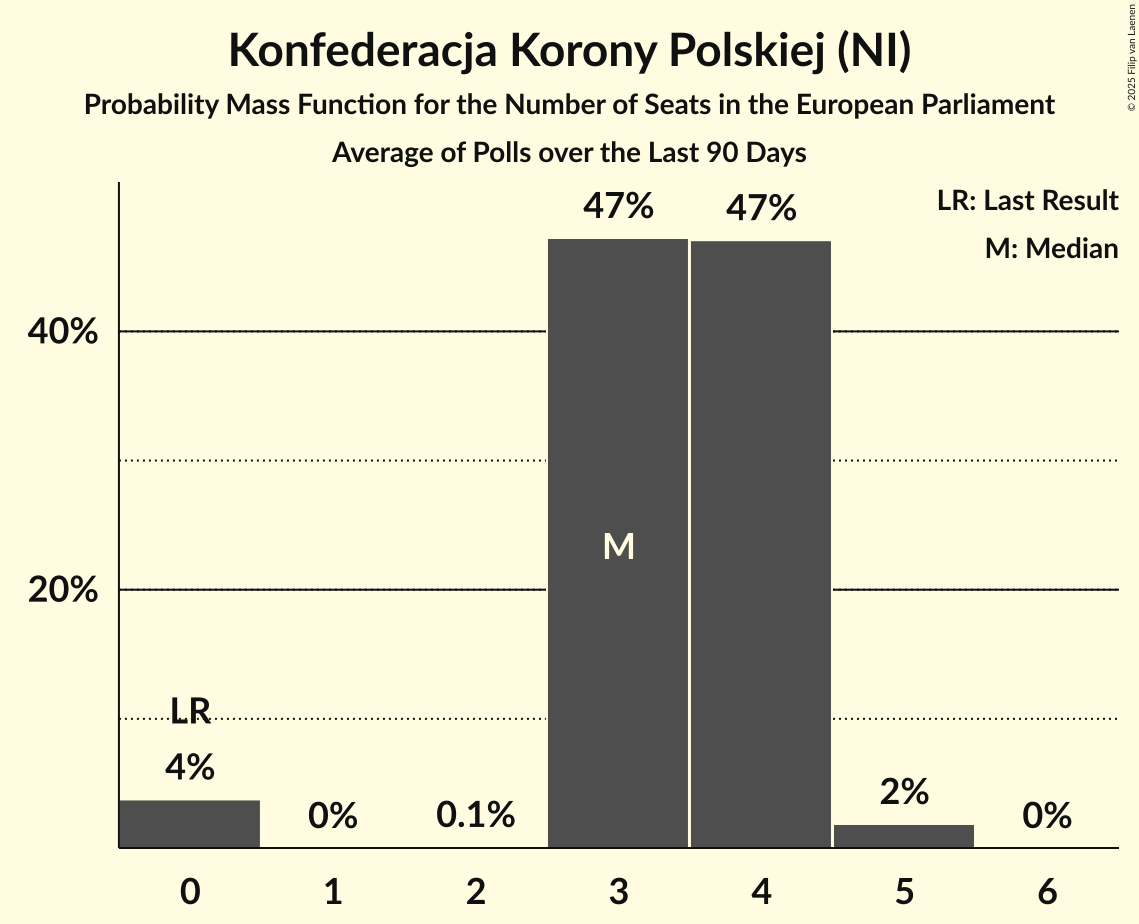 Konfederacja Korony Polskiej (NI)
Probability Mass Function for the Number of Seats in the European Parliament
Average of Polls over the Last 90 Days
© 2025 Filip van Laenen
LR: Last Result
M: Median
47%
47%
40%
M
20%
LR
4%
0%
0.1%
2%
0%
0
1
2
3
4
5
6